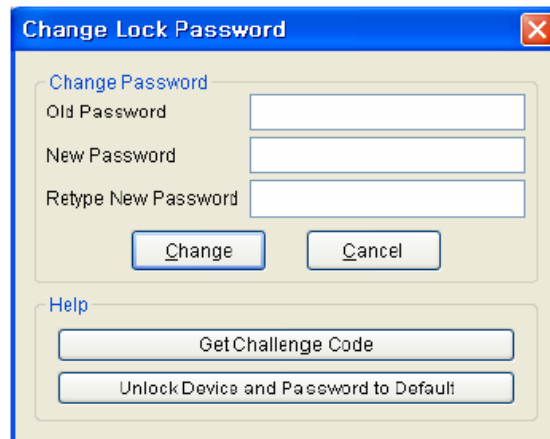 Change Lock Password
Change Password
Old Password
New Password
Retype New Password
Change Cancel
Help
Get Challenge Code
Unlock Device and Password to Default